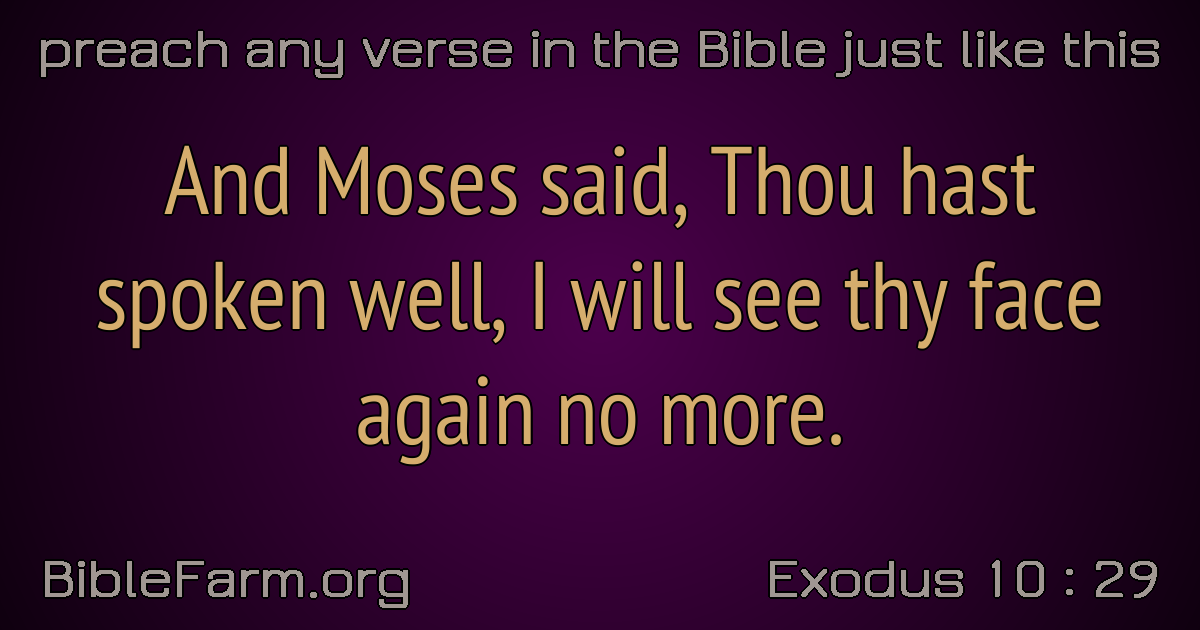 preach any verse in the Bible just like this
And Moses said, Thou hast
spoken well, I will see thy face
again no more.
BibleFarm.org
Exodus 10 : 29